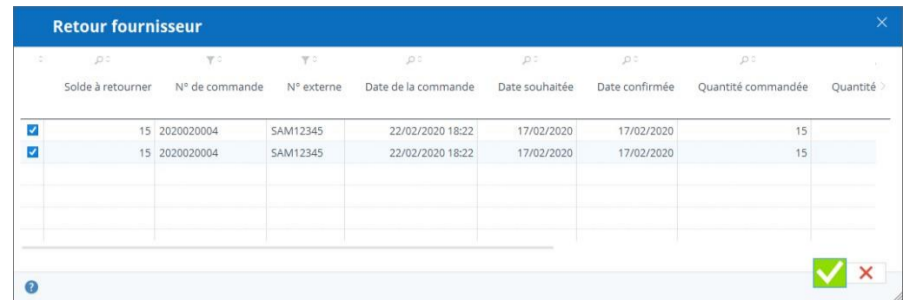 Retour fournisseur
Solde à retourner N° de commande N° externe Date de la commande Date souhaitée Date confirmée Quantité commandée Quantité
15 2020020004 SAM12345 22/02/2020 18:22 17/02/2020 17/02/2020 15
15 2020020004 SAM12345 22/02/2020 18:22 17/02/2020 17/02/2020 15